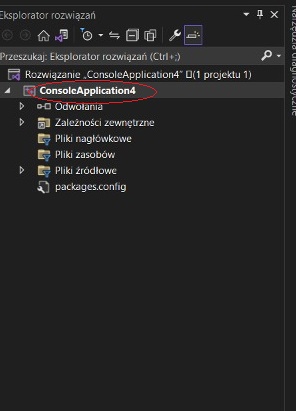 Eksplorator rozwiązań
Przeszukaj: Eksplorator rozwiązań (Ctrl+;)
Rozwiązanie „ConsoleApplication4" (1 projektu 1)
ConsoleApplication4
Odwołania
Zależności zewnętrzne
Pliki nagłówkowe
Pliki zasobów
Pliki źródłowe
packages.config
Narzędzia diagnostyczne